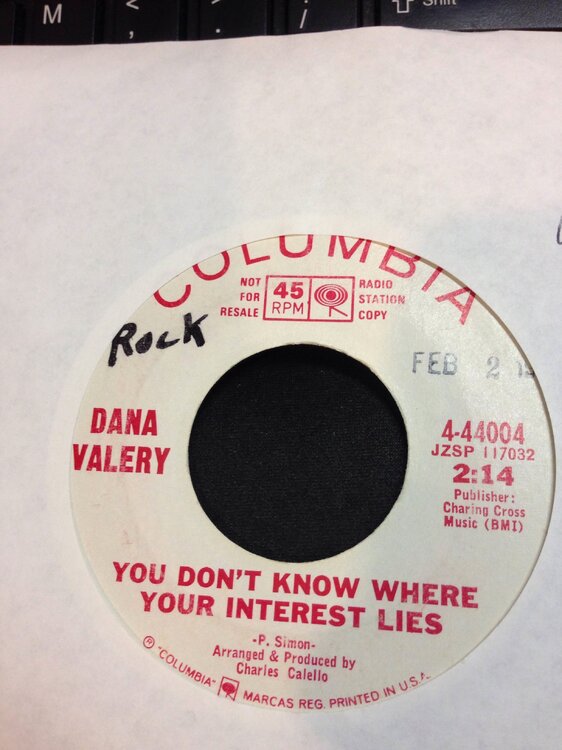 M
<
,
>
.
?
Shift
COLUMBIA
NOT
FOR
RESALE
45
RPM
RADIO
STATION
COPY
Rock
FEB 2
DANA
VALERY
4-44004
JZSP 117032
2:14
Publisher:
Charing Cross
Music (BMI)
YOU DON'T KNOW WHERE
YOUR INTEREST LIES
-P. Simon-
Arranged & Produced by
Charles Calello
Ⓡ "COLUMBIA" MARCAS REG. PRINTED IN U.S.A.